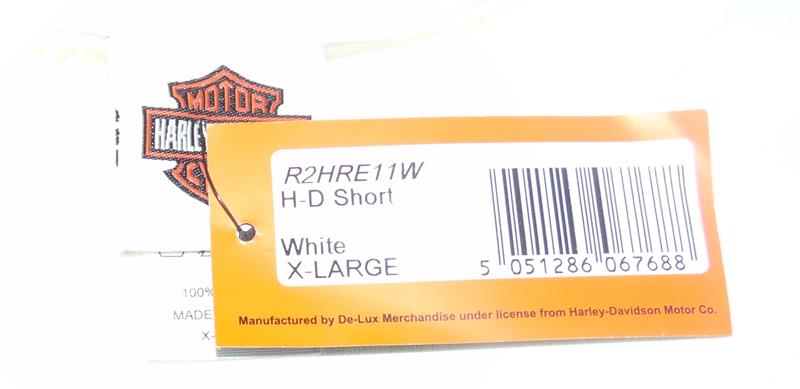 MOTOR
HARLEY
R2HRE11W
H-D Short
White
X-LARGE
5 051286 067688
100%
MADE
X-
Manufactured by De-Lux Merchandise under license from Harley-Davidson Motor Co.